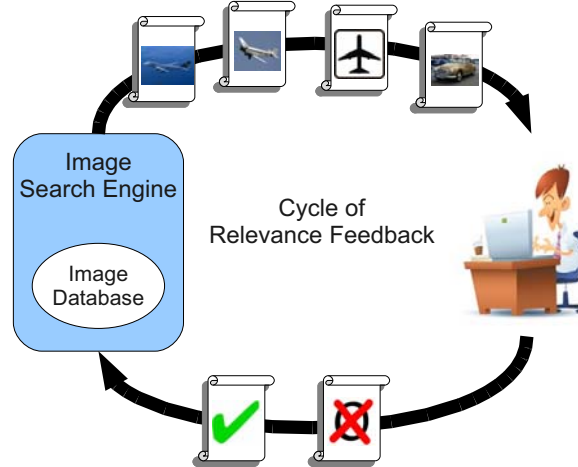 Image
Search Engine
Image
Database
Cycle of
Relevance Feedback